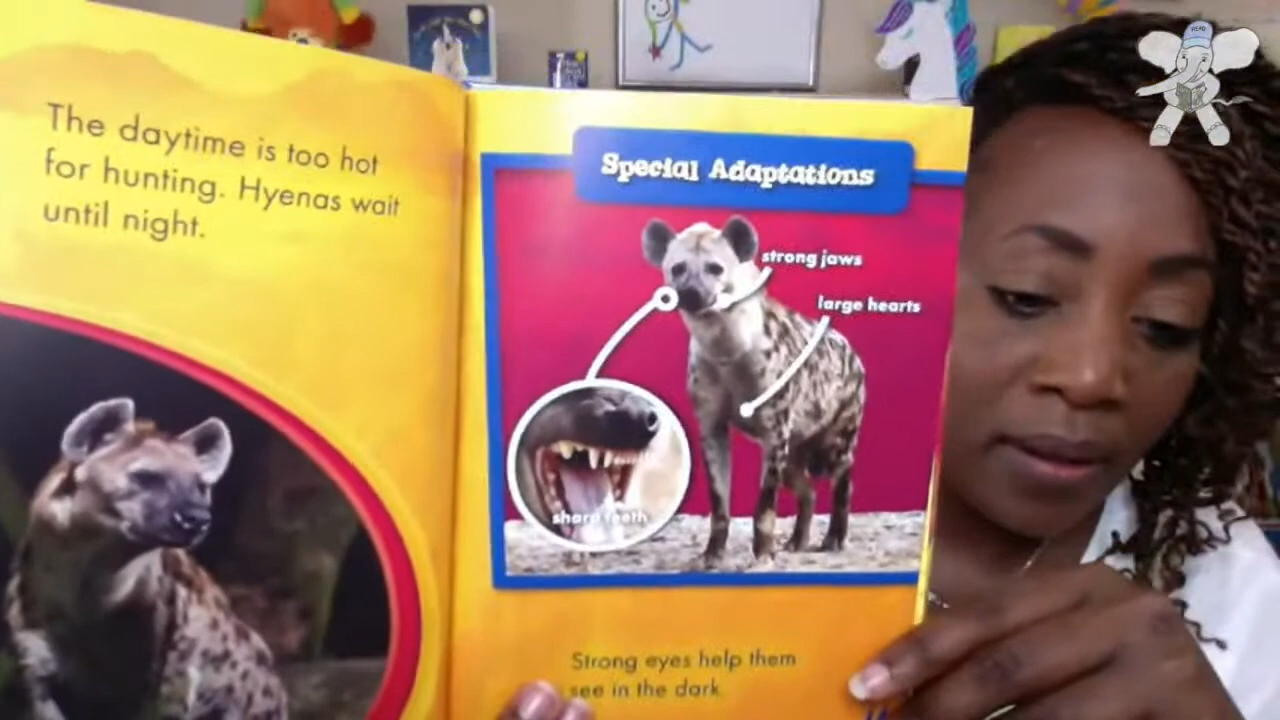 The daytime is too hot
for hunting. Hyenas wait
until night.
Special Adaptations
strong jaws
large hearts
sharp teeth
Strong eyes help them
see in the dark.
READ